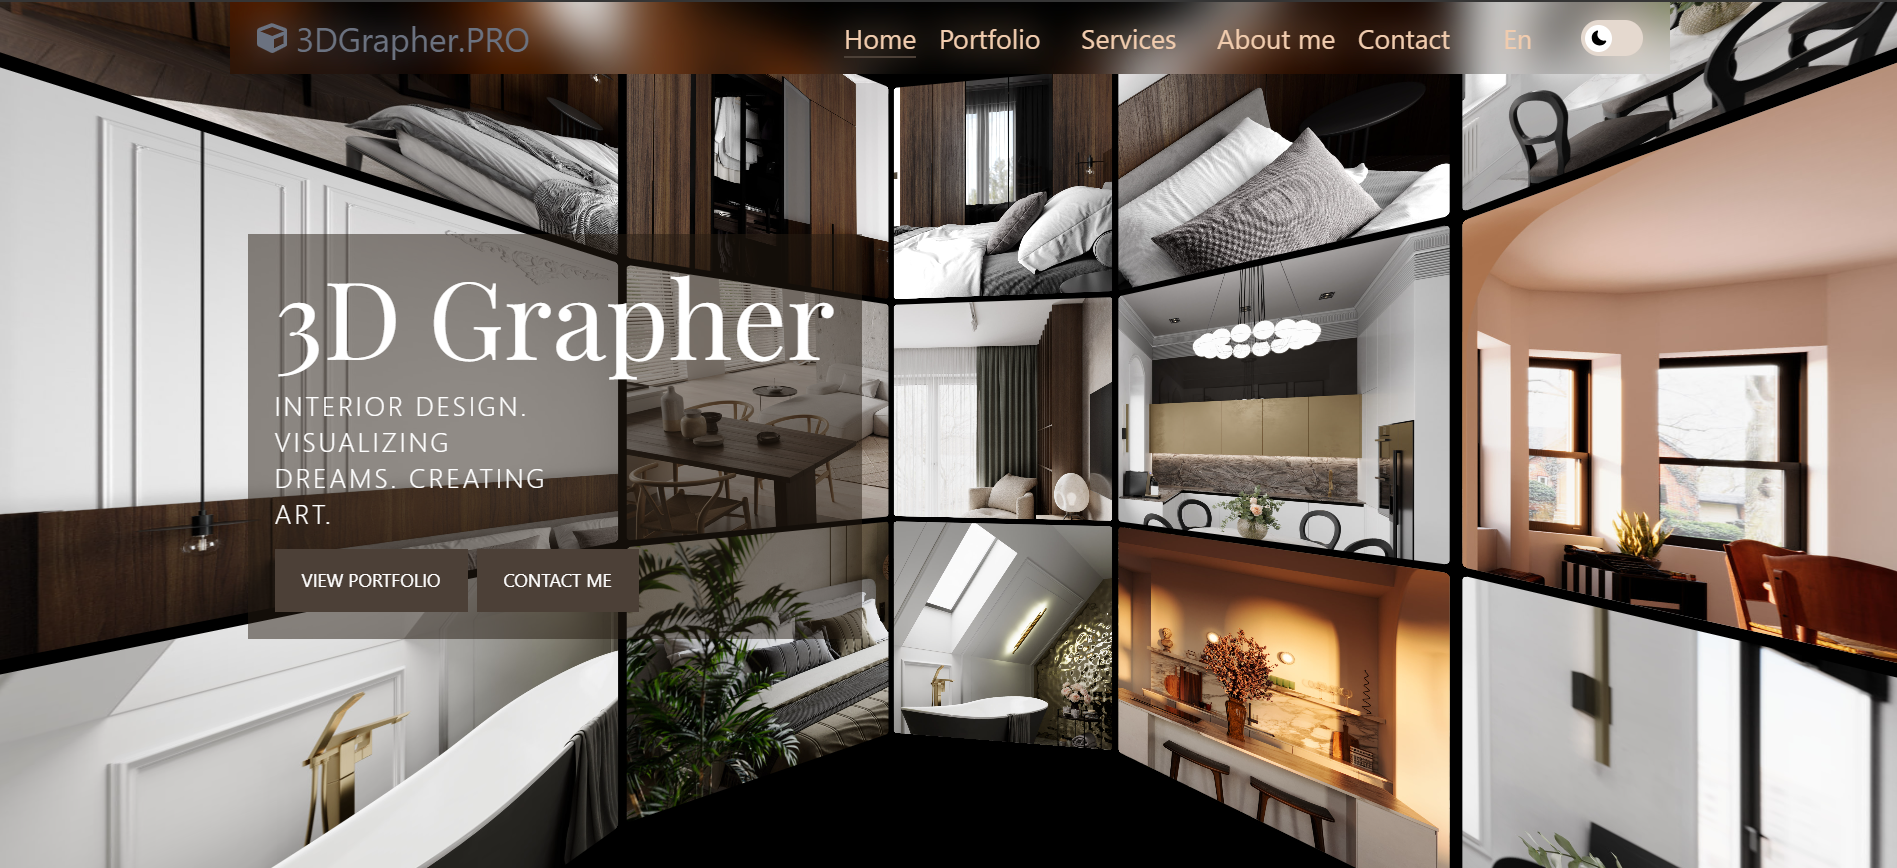 3DGrapher.PRO
Home Portfolio Services About me Contact En
3D Grapher
INTERIOR DESIGN.
VISUALIZING
DREAMS. CREATING
ART.
VIEW PORTFOLIO CONTACT ME